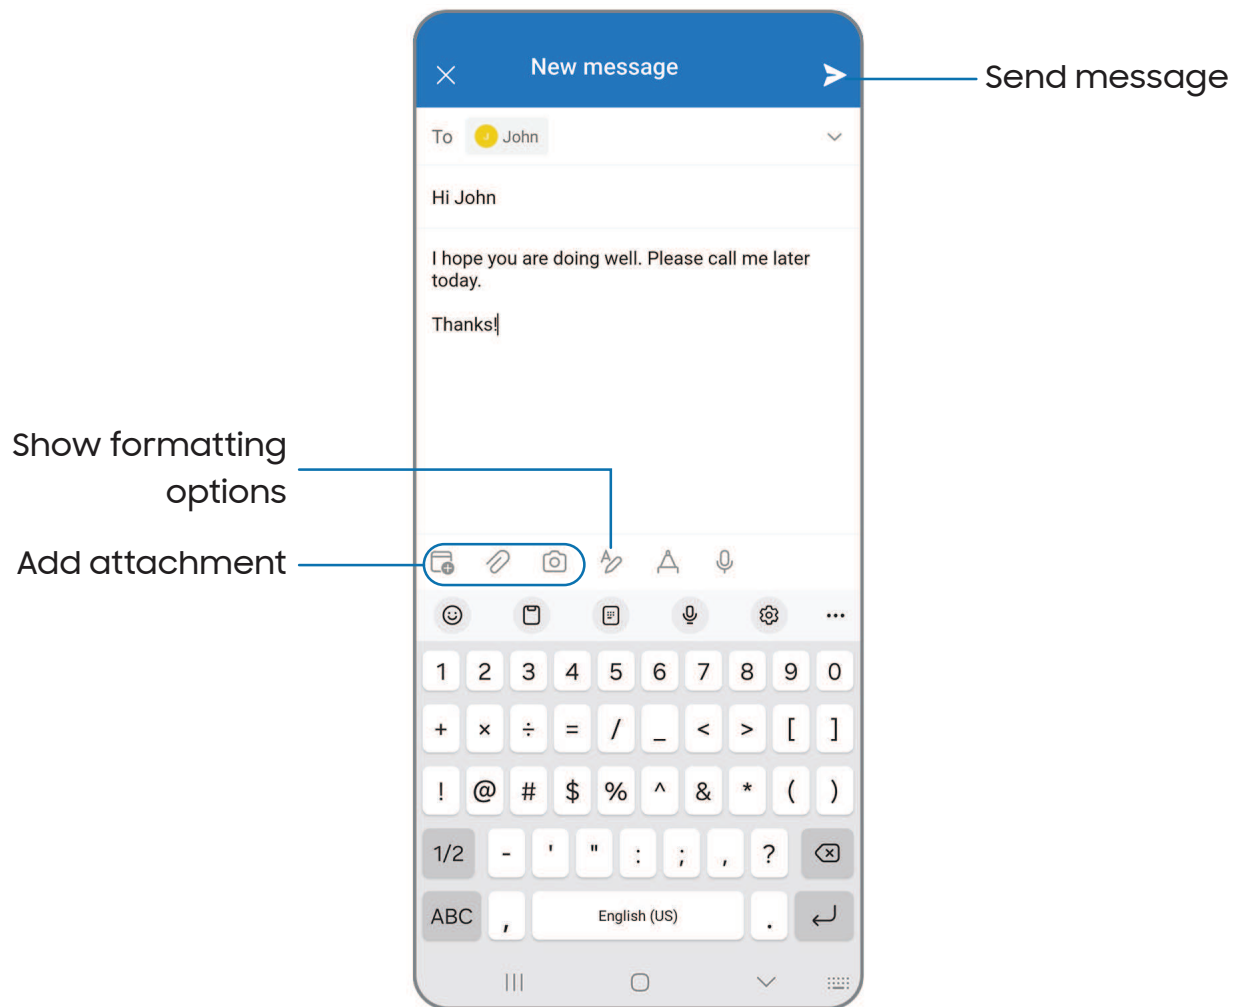 New message
Send message
To John
Hi John
I hope you are doing well. Please call me later
today.
Thanks!
Show formatting
options
Add attachment
1 2 3 4 5 6 7 8 9 0
+ × ÷ = / _ < > [ ]
! @ # $ % ^ & * ( )
1/2 - ' " : ; , ?
ABC , English (US) .